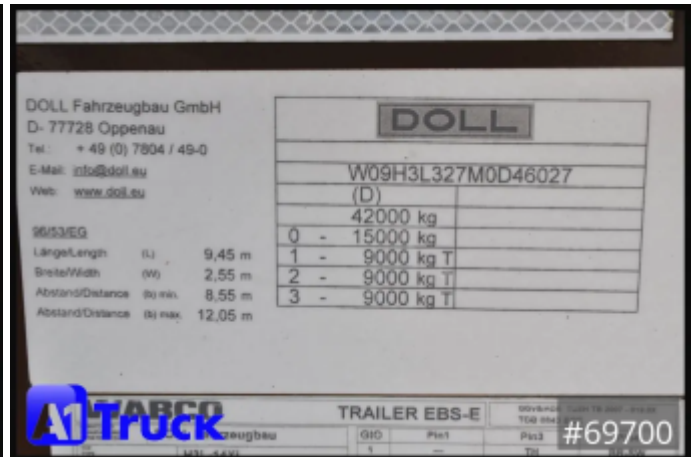 DOLL Fahrzeugbau GmbH
D- 77728 Oppenau
Tel.: + 49 (0) 7804 / 49-0
E-Mail: info@doll.eu
Web: www.doll.eu
96/53/EG
Länge/Length (L) 9,45 m
Breite/Width (W) 2,55 m
Abstand/Distance (b) min. 8,55 m
Abstand/Distance (b) max. 12,05 m
DOLL
W09H3L327M0D46027
(D)
42000 kg
0 - 15000 kg
1 - 9000 kg T
2 - 9000 kg T
3 - 9000 kg T
WABCO
TRAILER EBS-E
GIO Pin1 Pin3
1
A1 Truck
#69700